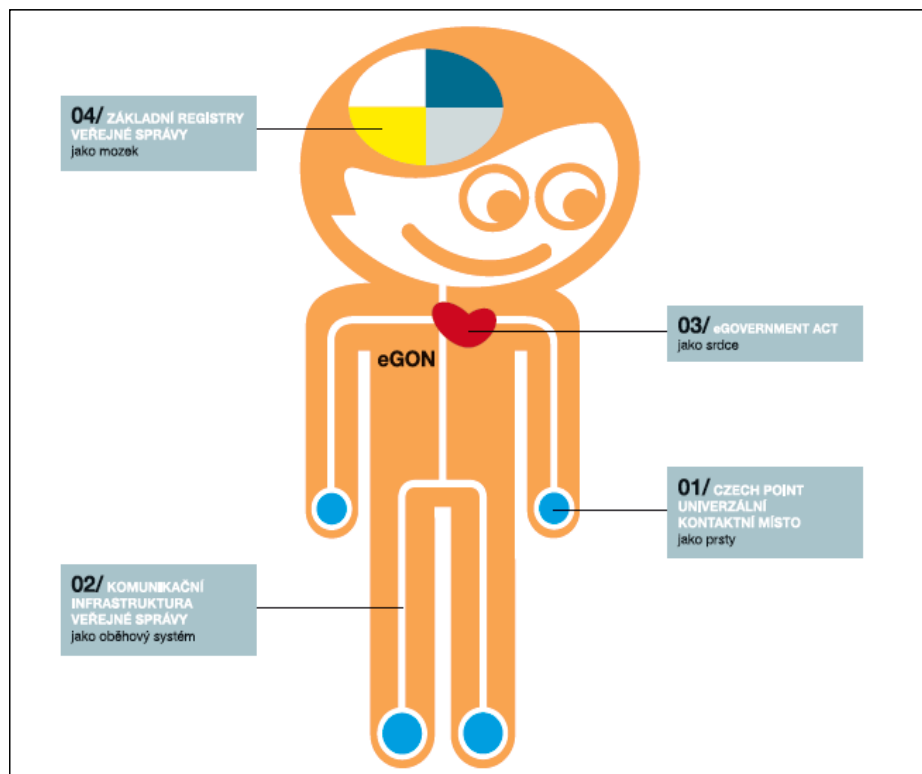 04/ ZÁKLADNÍ REGISTRY
VEŘEJNÉ SPRÁVY
jako mozek
03/ eGOVERNMENT ACT
jako srdce
eGON
01/ CZECH POINT
UNIVERZÁLNÍ
KONTAKTNÍ MÍSTO
jako prsty
02/ KOMUNIKAČNÍ
INFRASTRUKTURA
VEŘEJNÉ SPRÁVY
jako oběhový systém